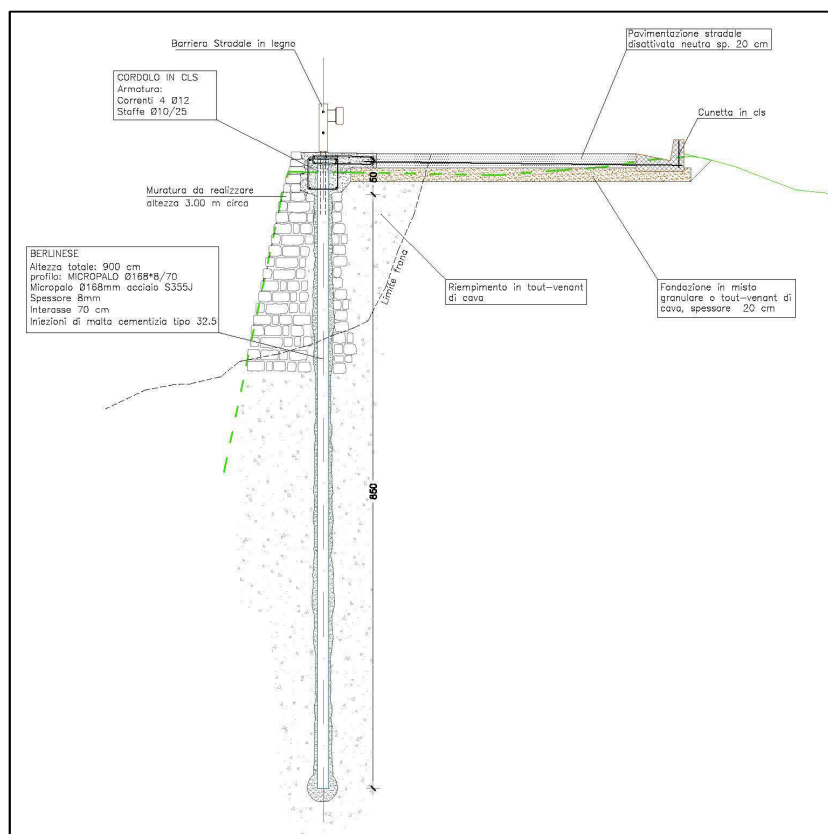 Barriera Stradale in legno
Pavimentazione stradale
disattivata neutra sp. 20 cm
CORDOLO IN CLS
Armatura:
Correnti 4 Ø12
Staffe Ø10/25
Cunetta in cls
50
Muratura da realizzare
altezza 3.00 m circa
BERLINESE
Altezza totale: 900 cm
profilo: MICROPALO Ø168*8/70
Micropalo Ø168mm acciaio S355J
Spessore 8mm
Interasse 70 cm
Iniezioni di malta cementizia tipo 32.5
Limite frana
Riempimento in tout-venant
di cava
Fondazione in misto
granulare o tout-venant di
cava, spessore 20 cm
850